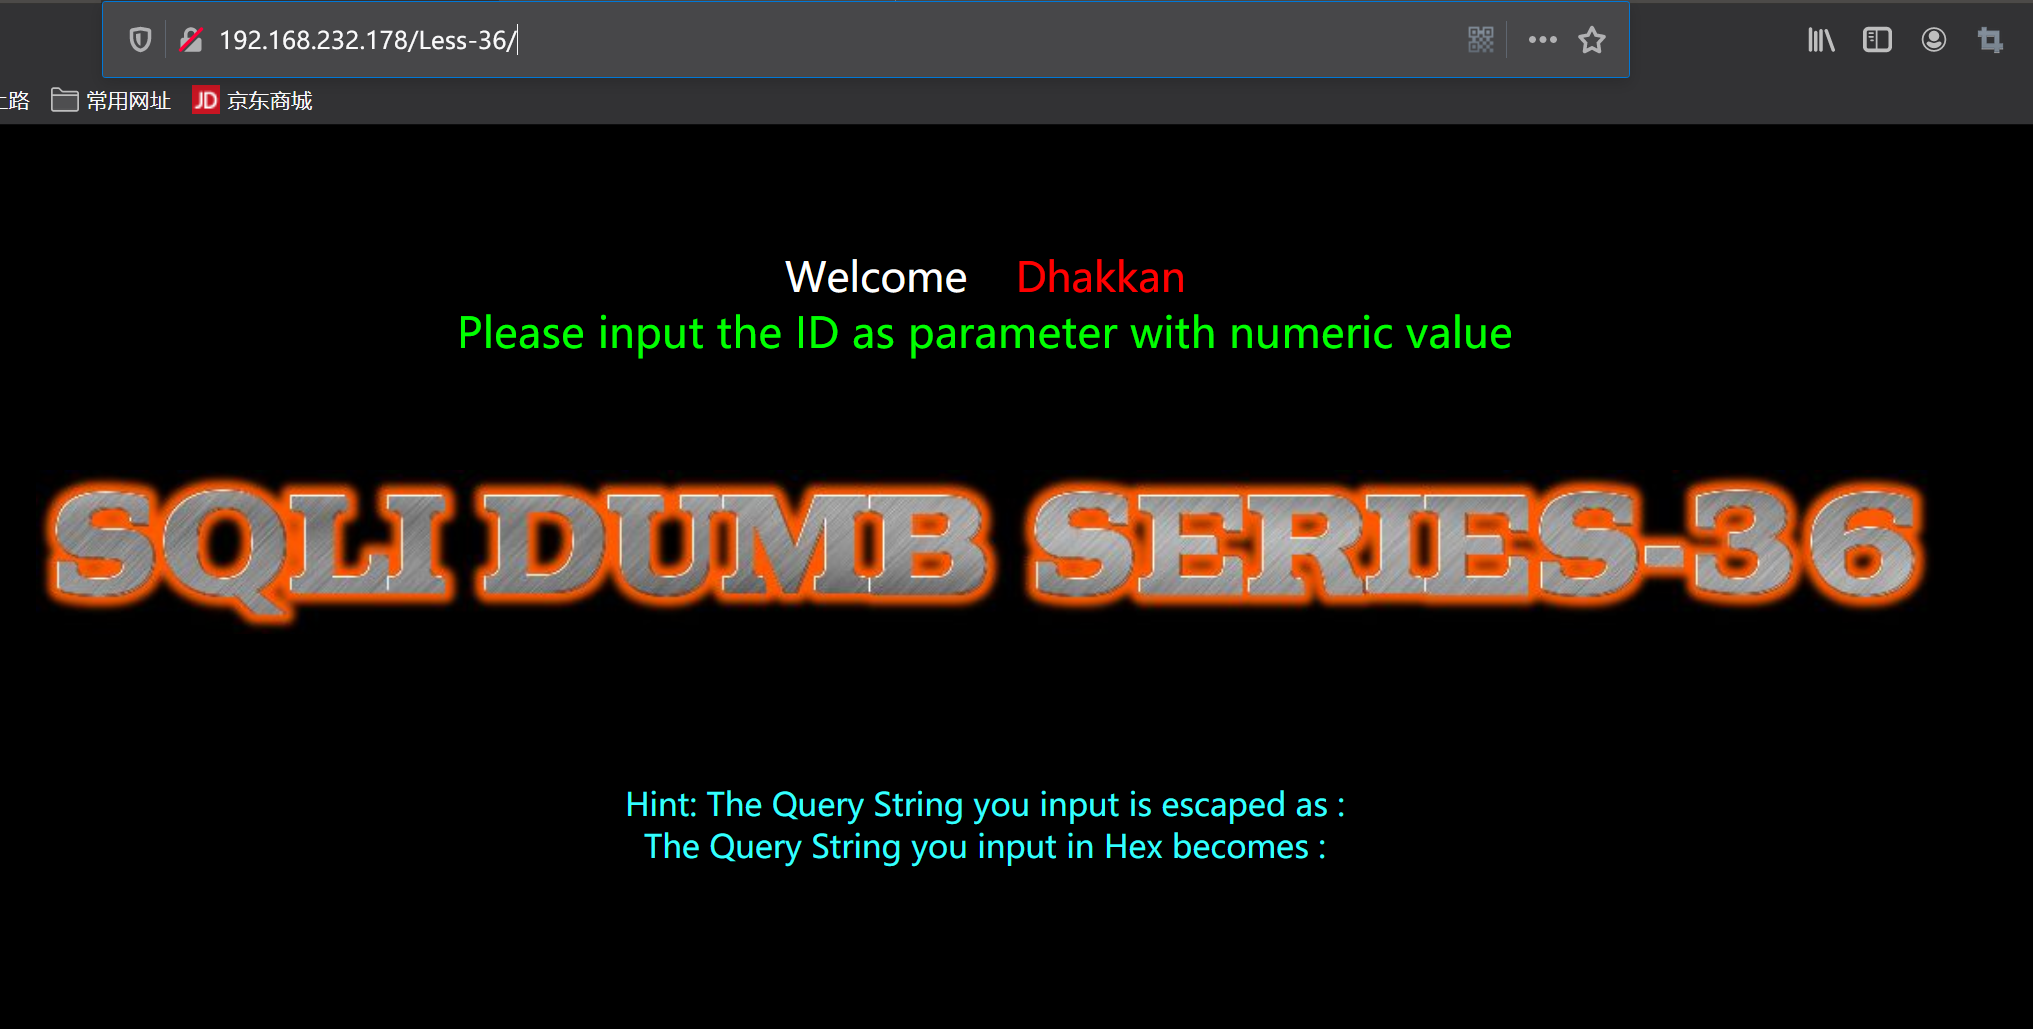 192.168.232.178/Less-36/
上路 常用网址 JD 京东商城
Welcome Dhakkan
Please input the ID as parameter with numeric value
SQLI DUMB SERIES-36
Hint: The Query String you input is escaped as :
The Query String you input in Hex becomes :